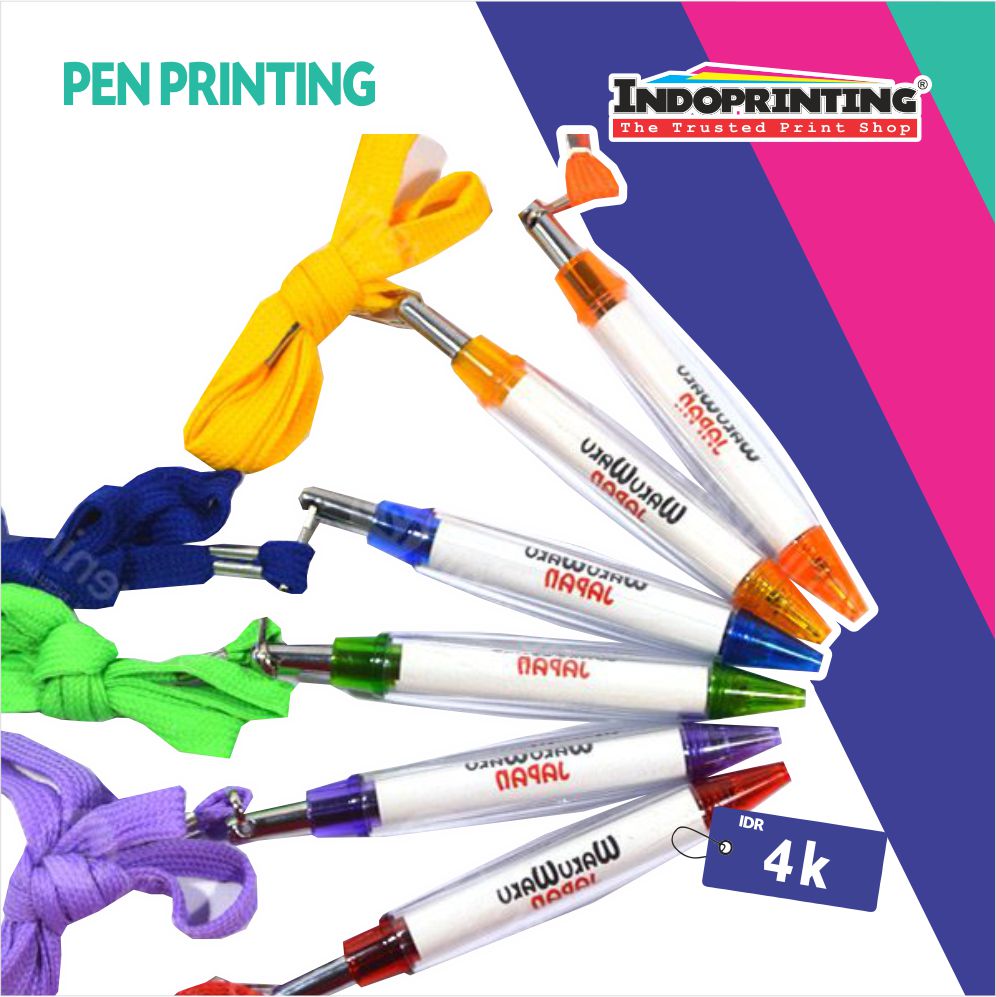 PEN PRINTING
INDOPRINTING®
The Trusted Print Shop
WAKUWAKU
JAPAN
WAKUWAKU
JAPAN
WAKUWAKU
JAPAN
JAPAN
WAKUWAKU
JAPAN
WAKUWAKU
JAPAN
IDR
4k